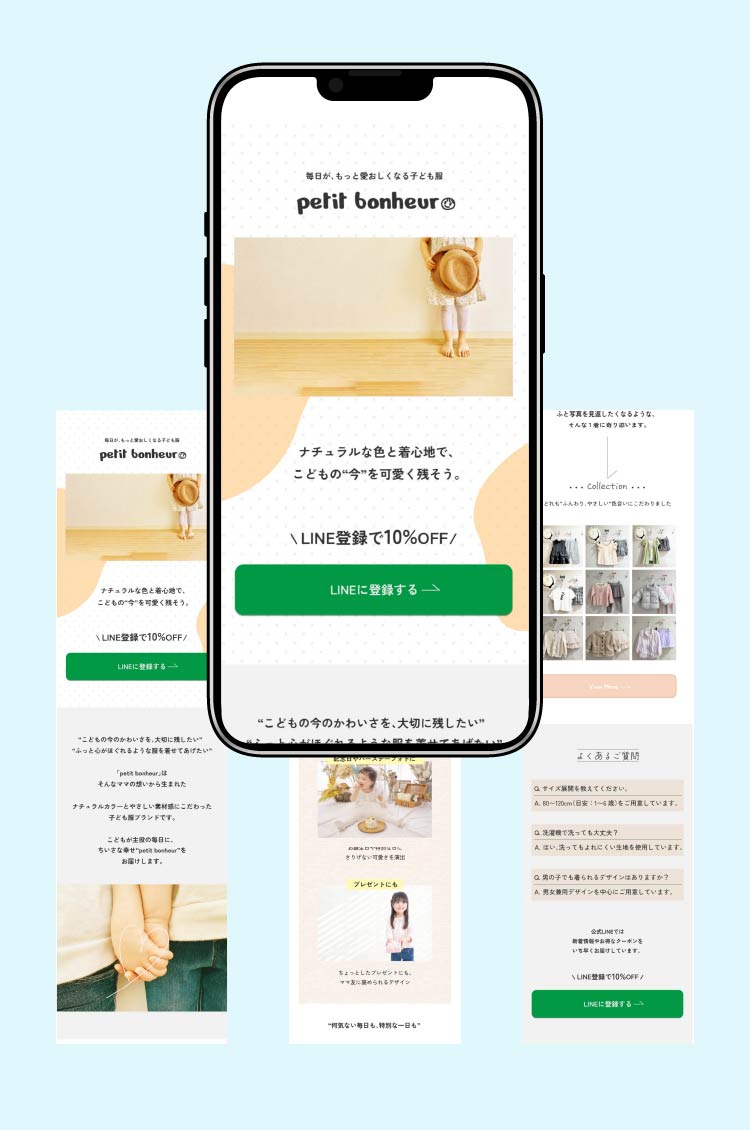 毎日が、もっと愛おしくなる子ども服
petit bonheur
ナチュラルな色と着心地で、
こどもの“今”を可愛く残そう。
\ LINE登録で10%OFF /
LINEに登録する
“こどもの今のかわいさを、大切に残したい”
“ふっと心がほぐれるような服を着せてあげたい”
毎日が、もっと愛おしくなる子ども服
petit bonheur
ナチュラルな色と着心地で、
こどもの“今”を可愛く残そう。
\ LINE登録で10%OFF /
LINEに登録する
“こどもの今のかわいさを、大切に残したい”
“ふっと心がほぐれるような服を着せてあげたい”
「petit bonheur」は
そんなママの想いから生まれた
ナチュラルカラーとやさしい素材感にこだわった
子ども服ブランドです。
こどもが主役の毎日に、
ちいさな幸せ“petit bonheur”を
お届けします。
記念日やバースデーフォトに
お誕生日や特別な日に
さりげない可愛さを演出
プレゼントにも
ちょっとしたプレゼントにも、
ママ友に褒められるデザイン
“何気ない毎日も、特別な一日も”
ふと写真を見返したくなるような、
そんな1着に寄り添います。
Collection
どれも“ふんわり、やさしい”色合いにこだわりました
View More
よくあるご質問
Q. サイズ展開を教えてください。
A. 80〜120cm（目安：1〜6歳）をご用意しています。
Q. 洗濯機で洗っても大丈夫？
A. はい、洗ってもよれにくい生地を使用しています。
Q. 男の子でも着られるデザインはありますか？
A. 男女兼用デザインを中心にご用意しています。
公式LINEでは
新着情報やお得なクーポンを
いち早くお届けしています。
\ LINE登録で10%OFF /
LINEに登録する